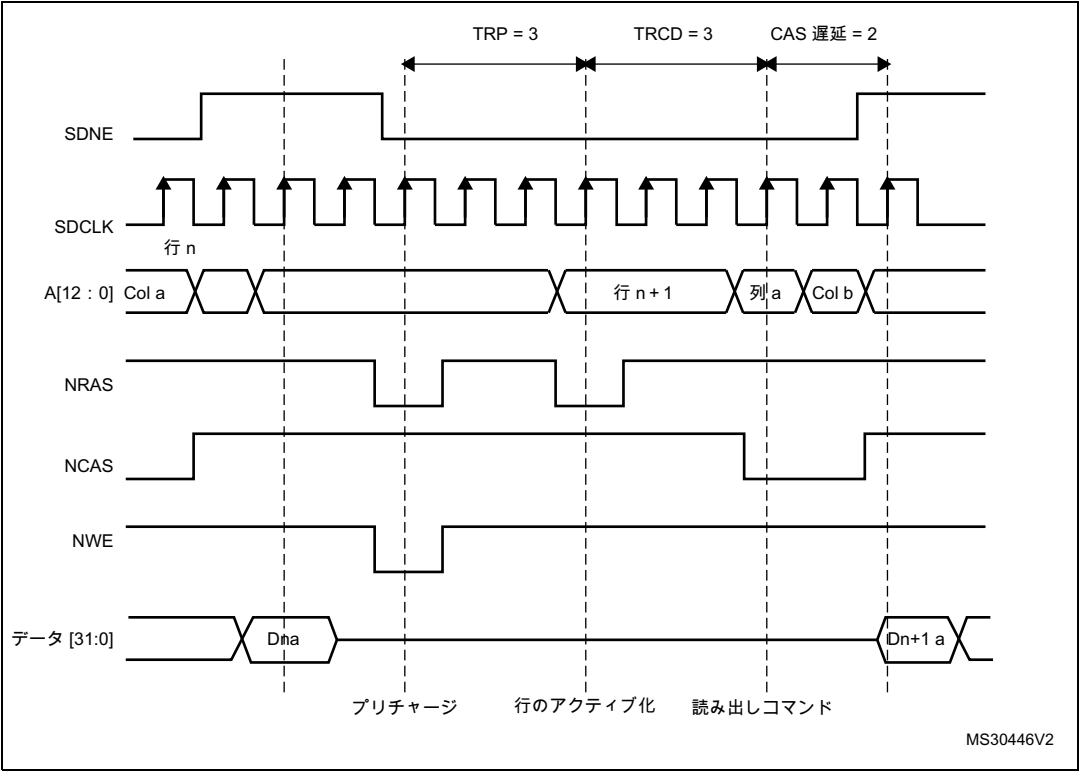 TRP = 3 TRCD = 3 CAS 遅延 = 2
SDNE
SDCLK
行 n
A[12 : 0] Col a 行 n + 1 列 a Col b
NRAS
NCAS
NWE
データ [31:0] Dna Dn+1 a
プリチャージ 行のアクティブ化 読み出しコマンド
MS30446V2